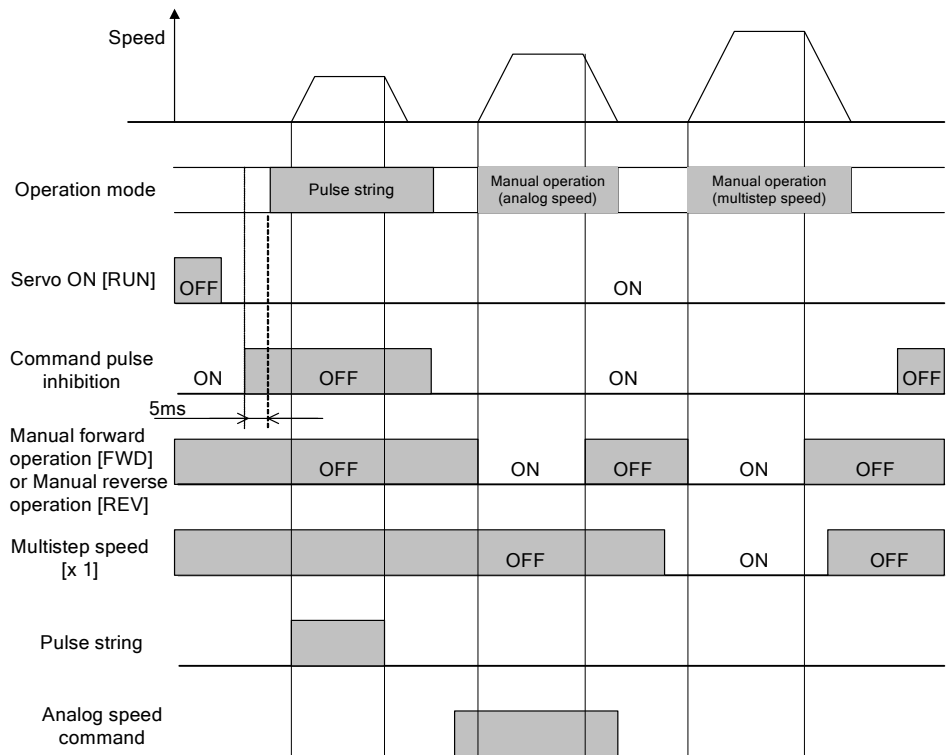 Speed
Operation mode
Pulse string
Manual operation
(analog speed)
Manual operation
(multistep speed)
Servo ON [RUN]
OFF
ON
Command pulse
inhibition
ON
OFF
ON
OFF
5ms
Manual forward
operation [FWD]
or Manual reverse
operation [REV]
OFF
ON
OFF
ON
OFF
Multistep speed
[x 1]
OFF
ON
OFF
Pulse string
Analog speed
command